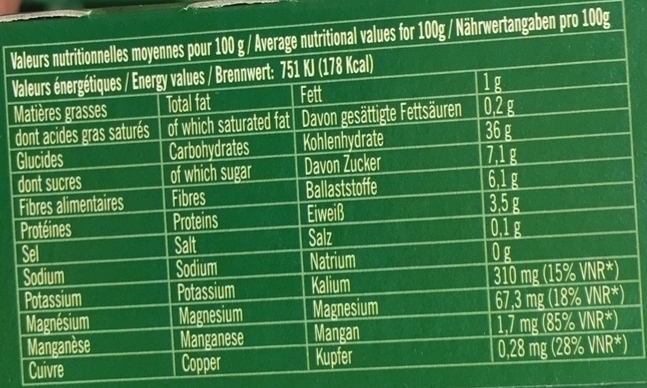 Valeurs nutritionnelles moyennes pour 100 g / Average nutritional values for 100g / Nährwertangaben pro 100g
Valeurs énergétiques / Energy values / Brennwert: 751 KJ (178 Kcal)
Matières grasses Total fat Fett 1 g
dont acides gras saturés of which saturated fat Davon gesättigte Fettsäuren 0,2 g
Glucides Carbohydrates Kohlenhydrate 36 g
dont sucres of which sugar Davon Zucker 7,1 g
Fibres alimentaires Fibres Ballaststoffe 6,1 g
Protéines Proteins Eiweiß 3,5 g
Sel Salt Salz 0,1 g
Sodium Sodium Natrium 0 g
Potassium Potassium Kalium 310 mg (15% VNR*)
Magnésium Magnesium Magnesium 67,3 mg (18% VNR*)
Manganèse Manganese Mangan 1,7 mg (85% VNR*)
Cuivre Copper Kupfer 0,28 mg (28% VNR*)